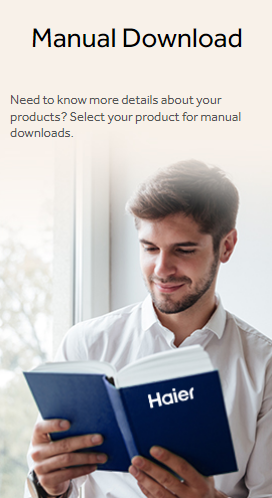 Manual Download
Need to know more details about your
products? Select your product for manual
downloads.
Haier